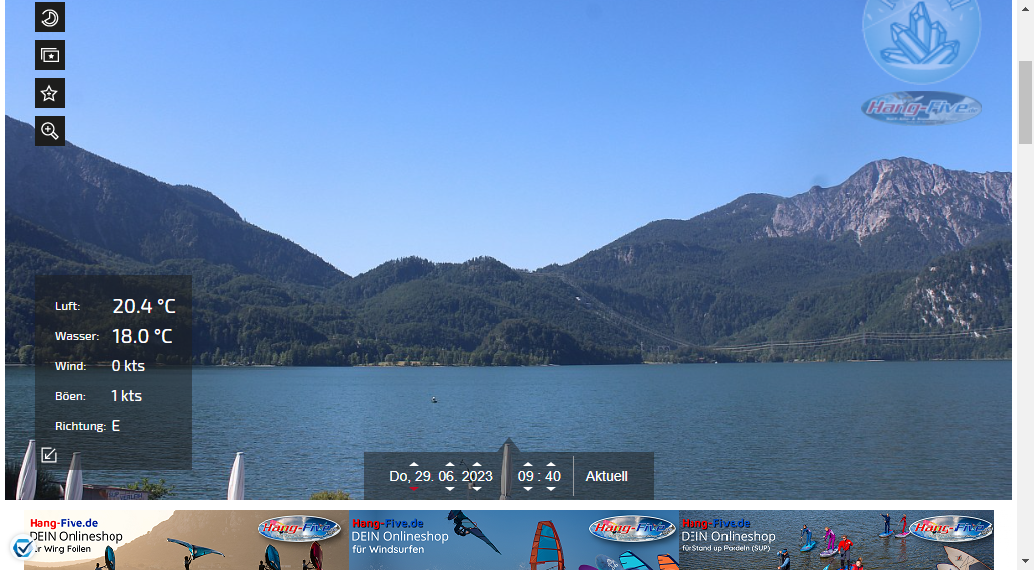 Hang-Five
Luft: 20.4 °C
Wasser: 18.0 °C
Wind: 0 kts
Böen: 1 kts
Richtung: E
Do, 29. 06. 2023 09 : 40 Aktuell
Hang-Five.de
DEIN Onlineshop
für Wing Foilen
Hang-Five
Hang-Five.de
DEIN Onlineshop
für Windsurfen
Hang-Five
Hang-Five.de
DEIN Onlineshop
für Stand up Paddeln (SUP)
Hang-Five